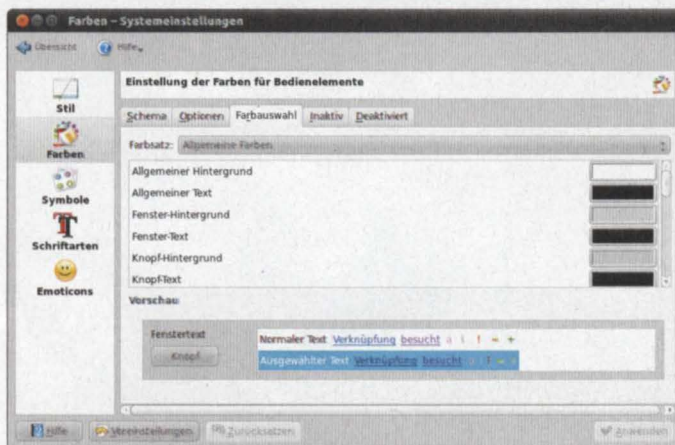 Farben – Systemeinstellungen
Übersicht Hilfe
Einstellung der Farben für Bedienelemente
Stil
Farben
Symbole
Schriftarten
Emoticons
Schema Optionen Farbauswahl Inaktiv Deaktiviert
Farbsatz: Allgemeine Farben
Allgemeiner Hintergrund
Allgemeiner Text
Fenster-Hintergrund
Fenster-Text
Knopf-Hintergrund
Knopf-Text
Vorschau
Fenstertext
Knopf
Normaler Text Verknüpfung besucht a i ! = +
Ausgewählter Text Verknüpfung besucht a i ! = +
Hilfe Voreinstellungen Zurücksetzen Anwenden